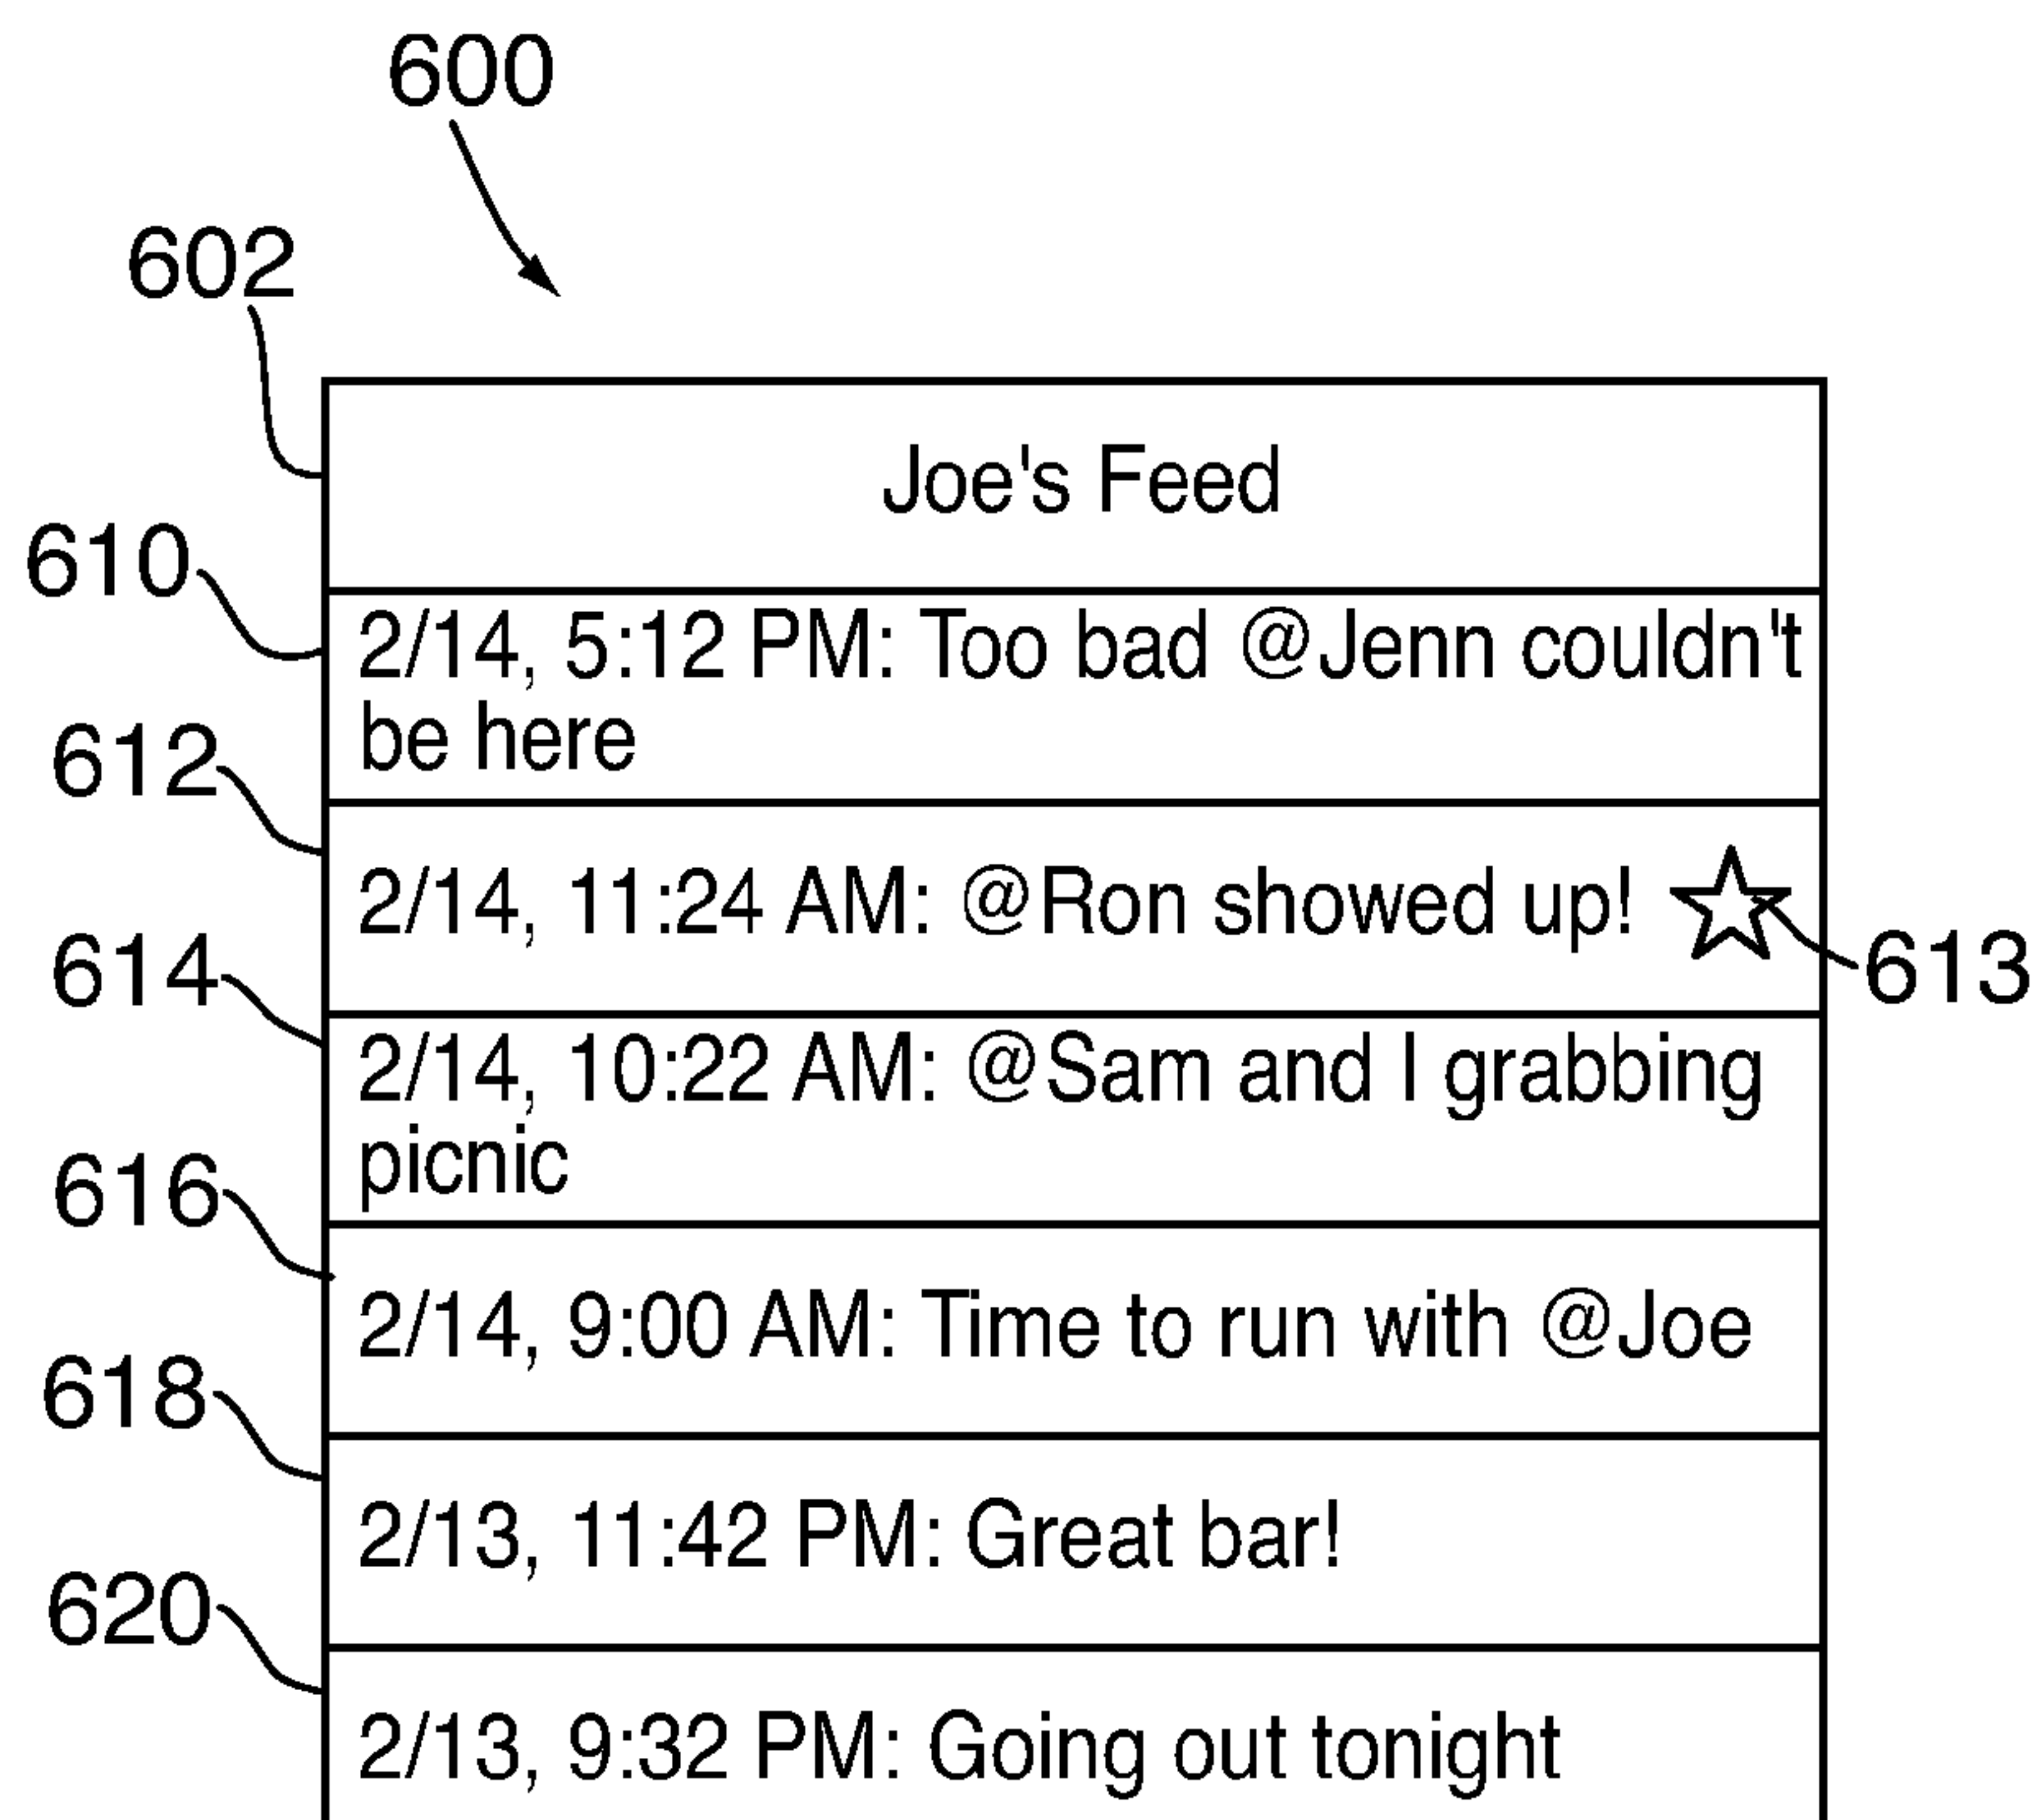 600
602
Joe's Feed
610
2/14, 5:12 PM: Too bad @Jenn couldn't
be here
612
2/14, 11:24 AM: @Ron showed up!
613
614
2/14, 10:22 AM: @Sam and I grabbing
picnic
616
2/14, 9:00 AM: Time to run with @Joe
618
2/13, 11:42 PM: Great bar!
620
2/13, 9:32 PM: Going out tonight